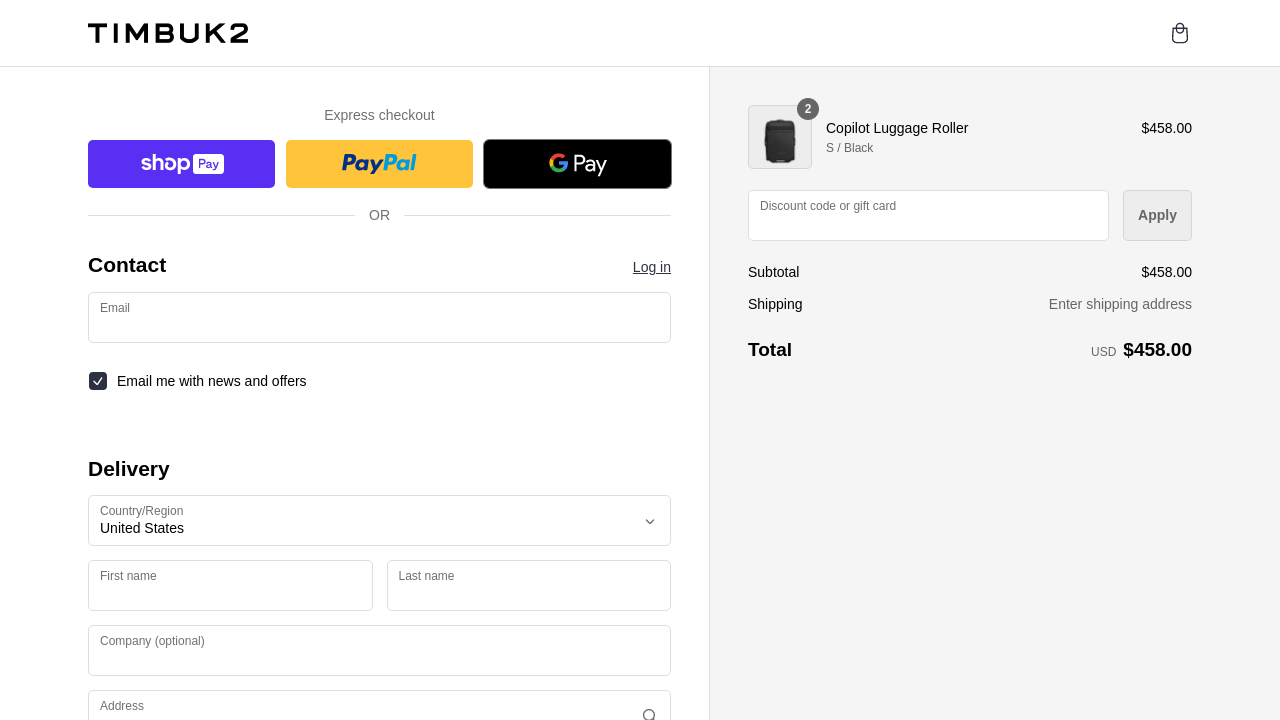 TIMBUK2
Express checkout
shop Pay
PayPal
G Pay
OR
Contact
Log in
Email
Email me with news and offers
Delivery
Country/Region
United States
First name
Last name
Company (optional)
Address
2
Copilot Luggage Roller
$458.00
S / Black
Discount code or gift card
Apply
Subtotal
$458.00
Shipping
Enter shipping address
Total
USD $458.00